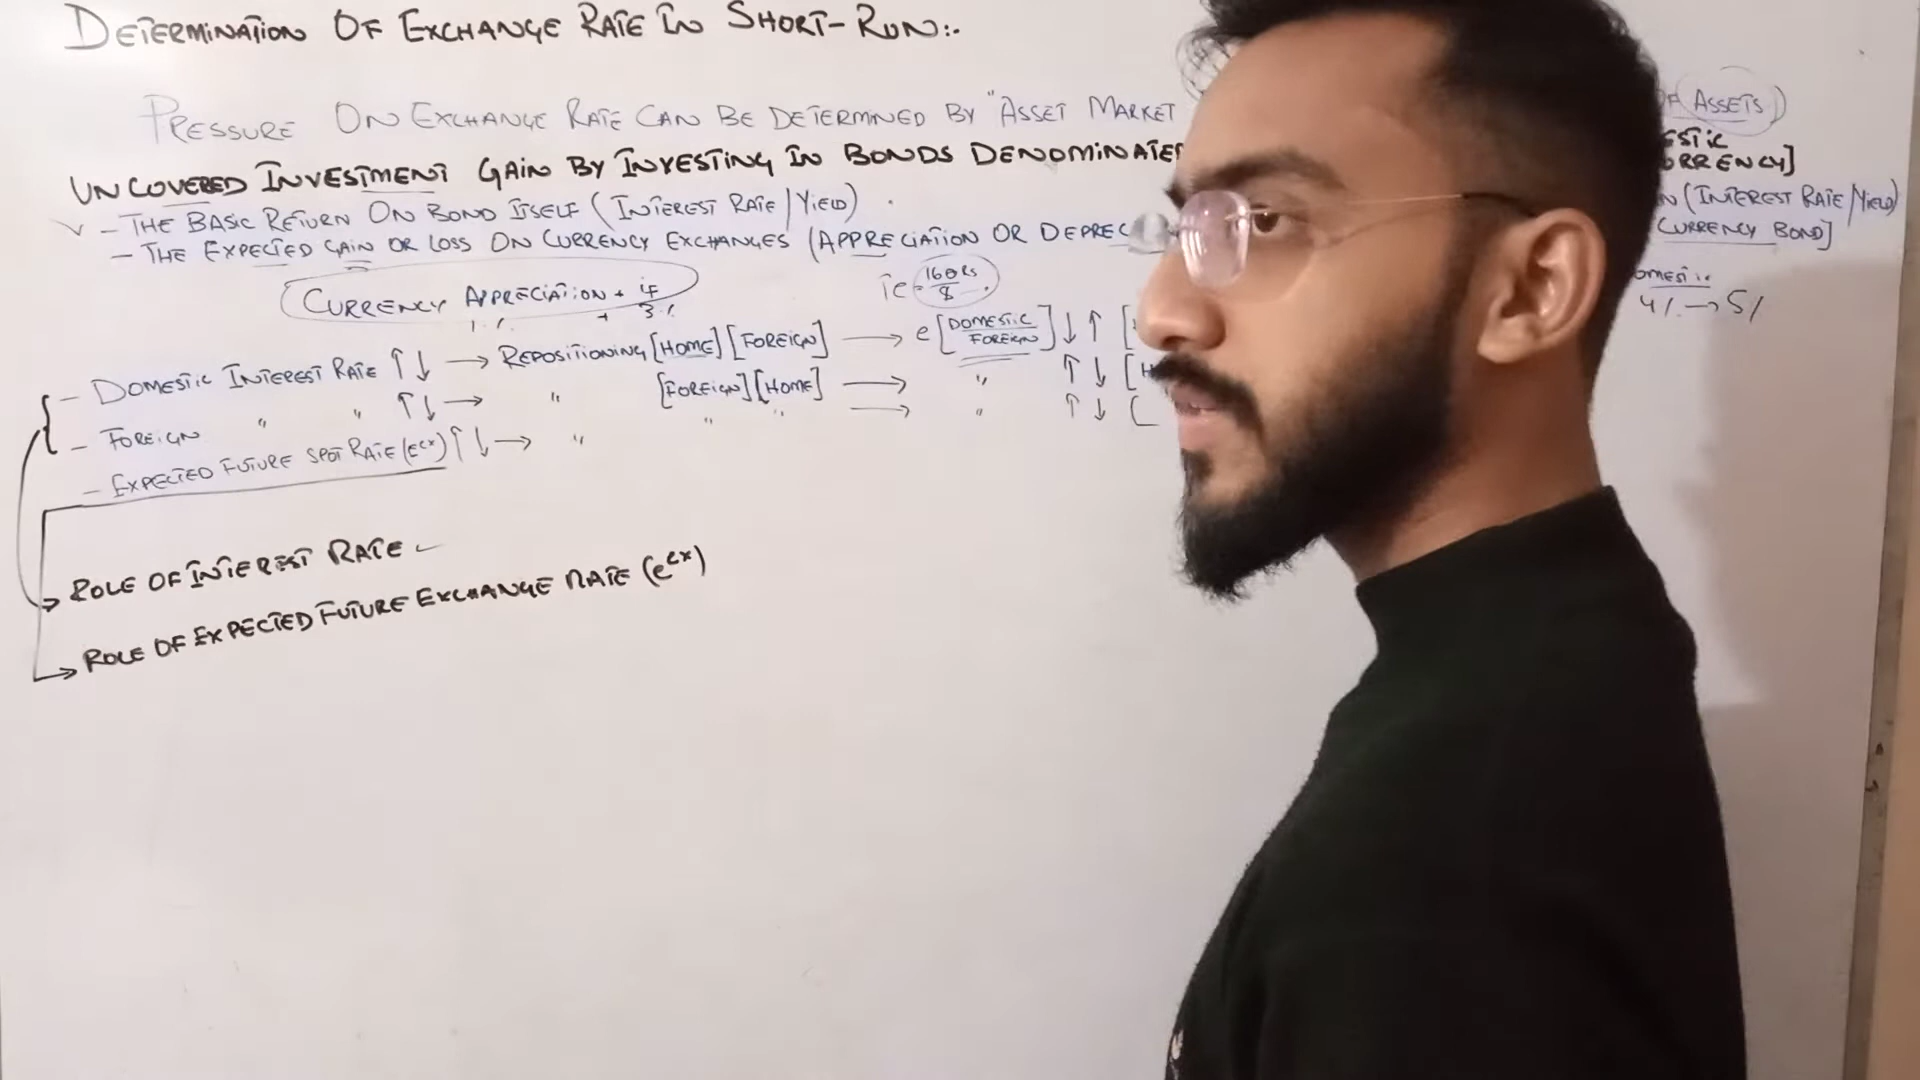 DETERMINATION OF EXCHANGE RATE IN SHORT-RUN:-
PRESSURE ON EXCHANGE RATE CAN BE DETERMINED BY "ASSET MARKET OF ASSETS)
UNCOVERED INVESTMENT GAIN BY INVESTING IN BONDS DENOMINATED
- THE BASIC RETURN ON BOND ITSELF (INTEREST RATE/YIELD) N (INTEREST RATE/YIELD)
- THE EXPECTED GAIN OR LOSS ON CURRENCY EXCHANGES (APPRECIATION OR DEPREC CURRENCY BOND]
CURRENCY APPRECIATION + if
1% + 3%
ie 160Rs/$
4% → 5%
- DOMESTIC INTEREST RATE ↑↓ → REPOSITIONING [HOME][FOREIGN] → e[DOMESTIC/FOREIGN] ↓↑ [
- FOREIGN " " ↑↓ → " [FOREIGN][HOME] → " ↑↓ [H
- EXPECTED FUTURE SPOT RATE (e^ex) ↑↓ → " " " → " ↑↓ (
→ ROLE OF INTEREST RATE
→ ROLE OF EXPECTED FUTURE EXCHANGE RATE (e^ex)